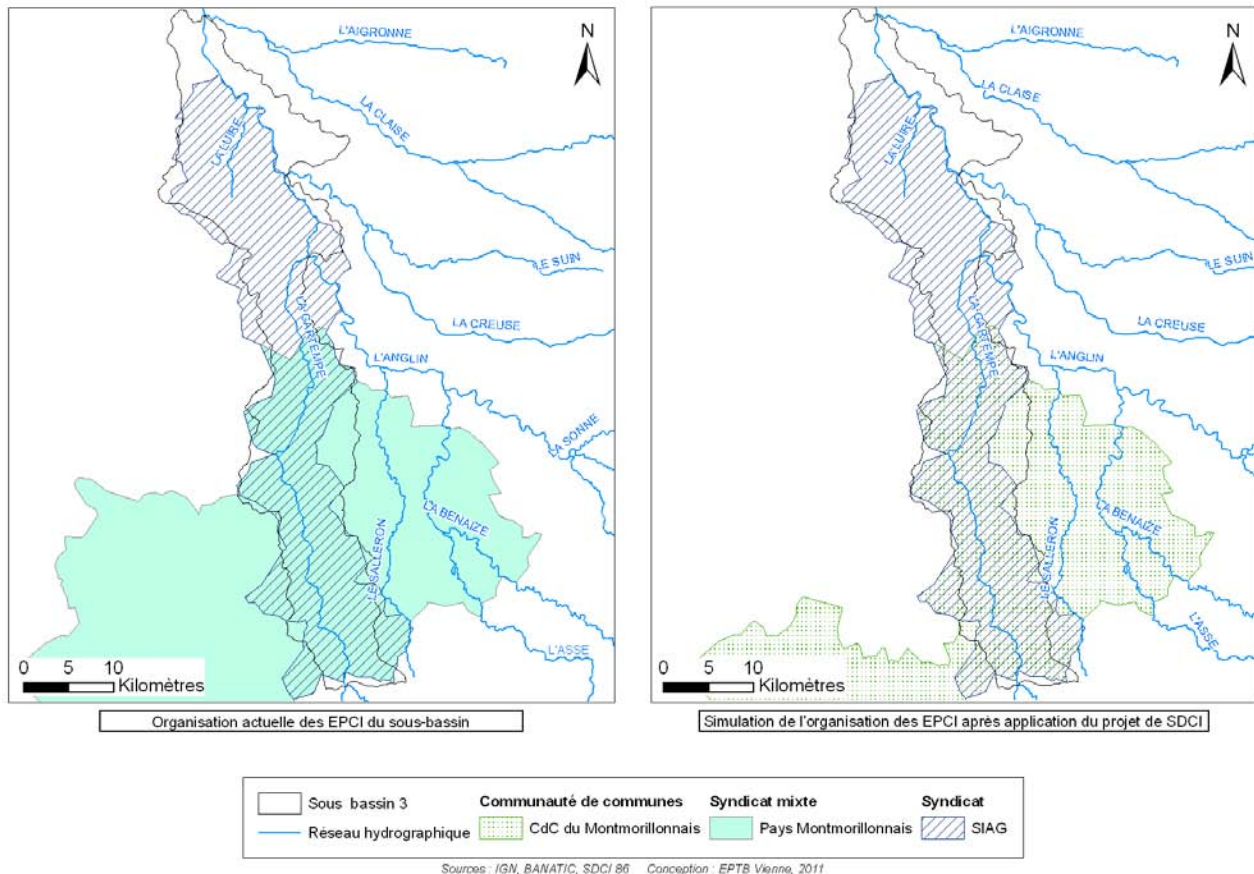 L'AIGRONNE
N
LA CLAISE
LA LUIRE
LE SUIN
LA GARTEMPE
LA CREUSE
L'ANGLIN
LA SONNE
LA BENAIZE
LE SALLERON
L'ASSE
0 5 10
Kilomètres
Organisation actuelle des EPCI du sous-bassin
L'AIGRONNE
N
LA CLAISE
LA LUIRE
LE SUIN
LA GARTEMPE
LA CREUSE
L'ANGLIN
LA SONNE
LA BENAIZE
LE SALLERON
L'ASSE
0 5 10
Kilomètres
Simulation de l'organisation des EPCI après application du projet de SDCI
Sous bassin 3
Réseau hydrographique
Communauté de communes
CdC du Montmorillonnais
Syndicat mixte
Pays Montmorillonnais
Syndicat
SIAG
Sources : IGN, BANATIC, SDCI 86 Conception : EPTB Vienne, 2011